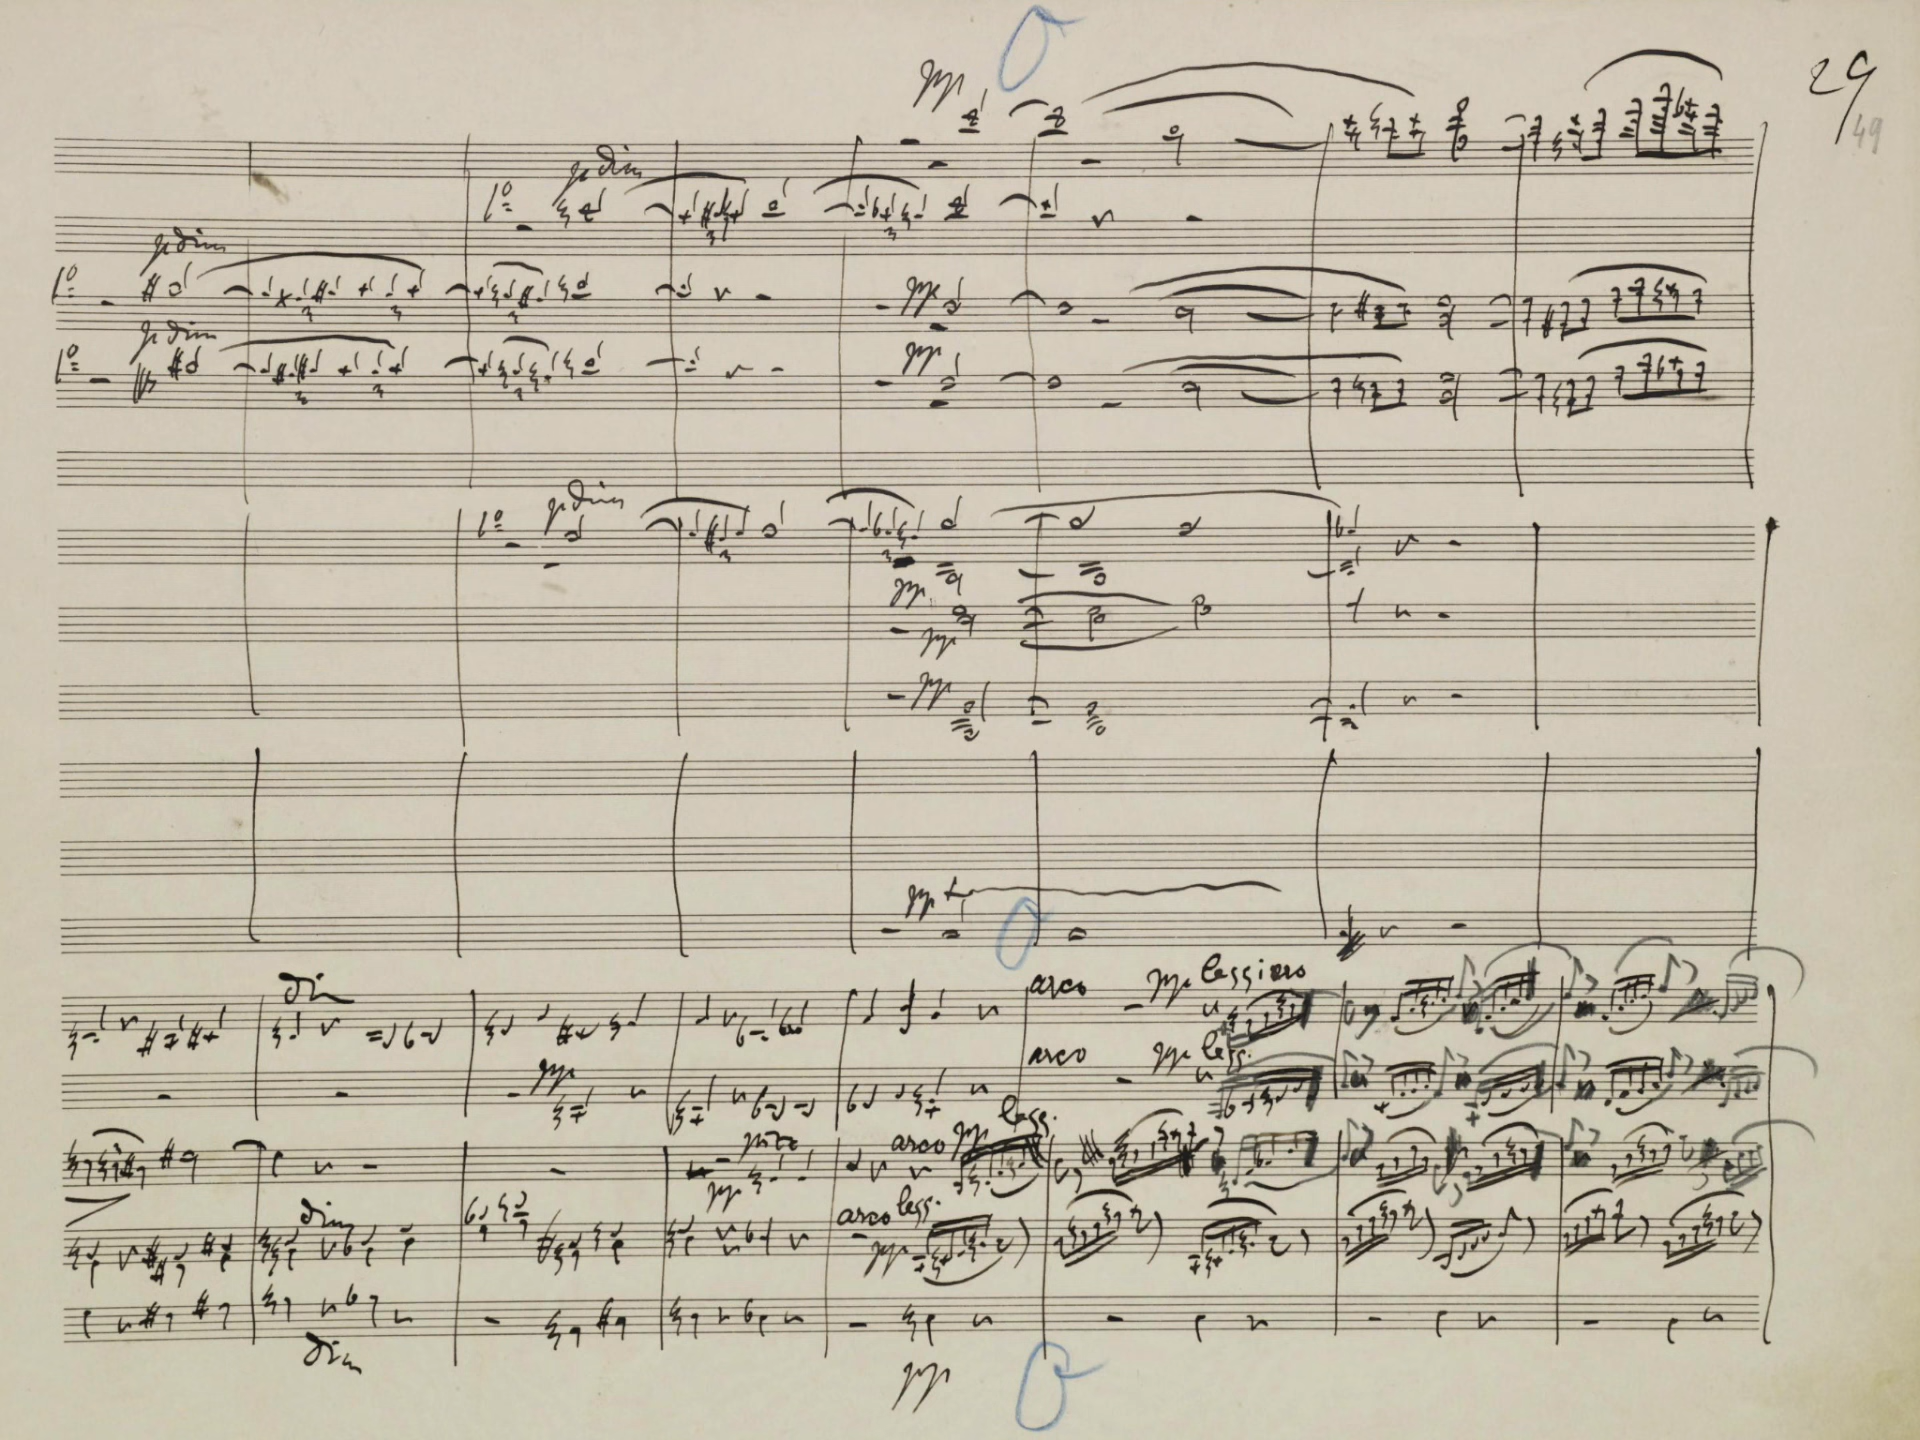 O
pp
29
49
p dim
1º
p dim
1º
pp
p dim
1º
pp
p dim
1º
pp
pp
pp
pp
O
dim
arco pp leggiero
arco pp legg.
pp
pizz arco pp legg.
pp
dim
arco legg.
pp
dim
pp
O